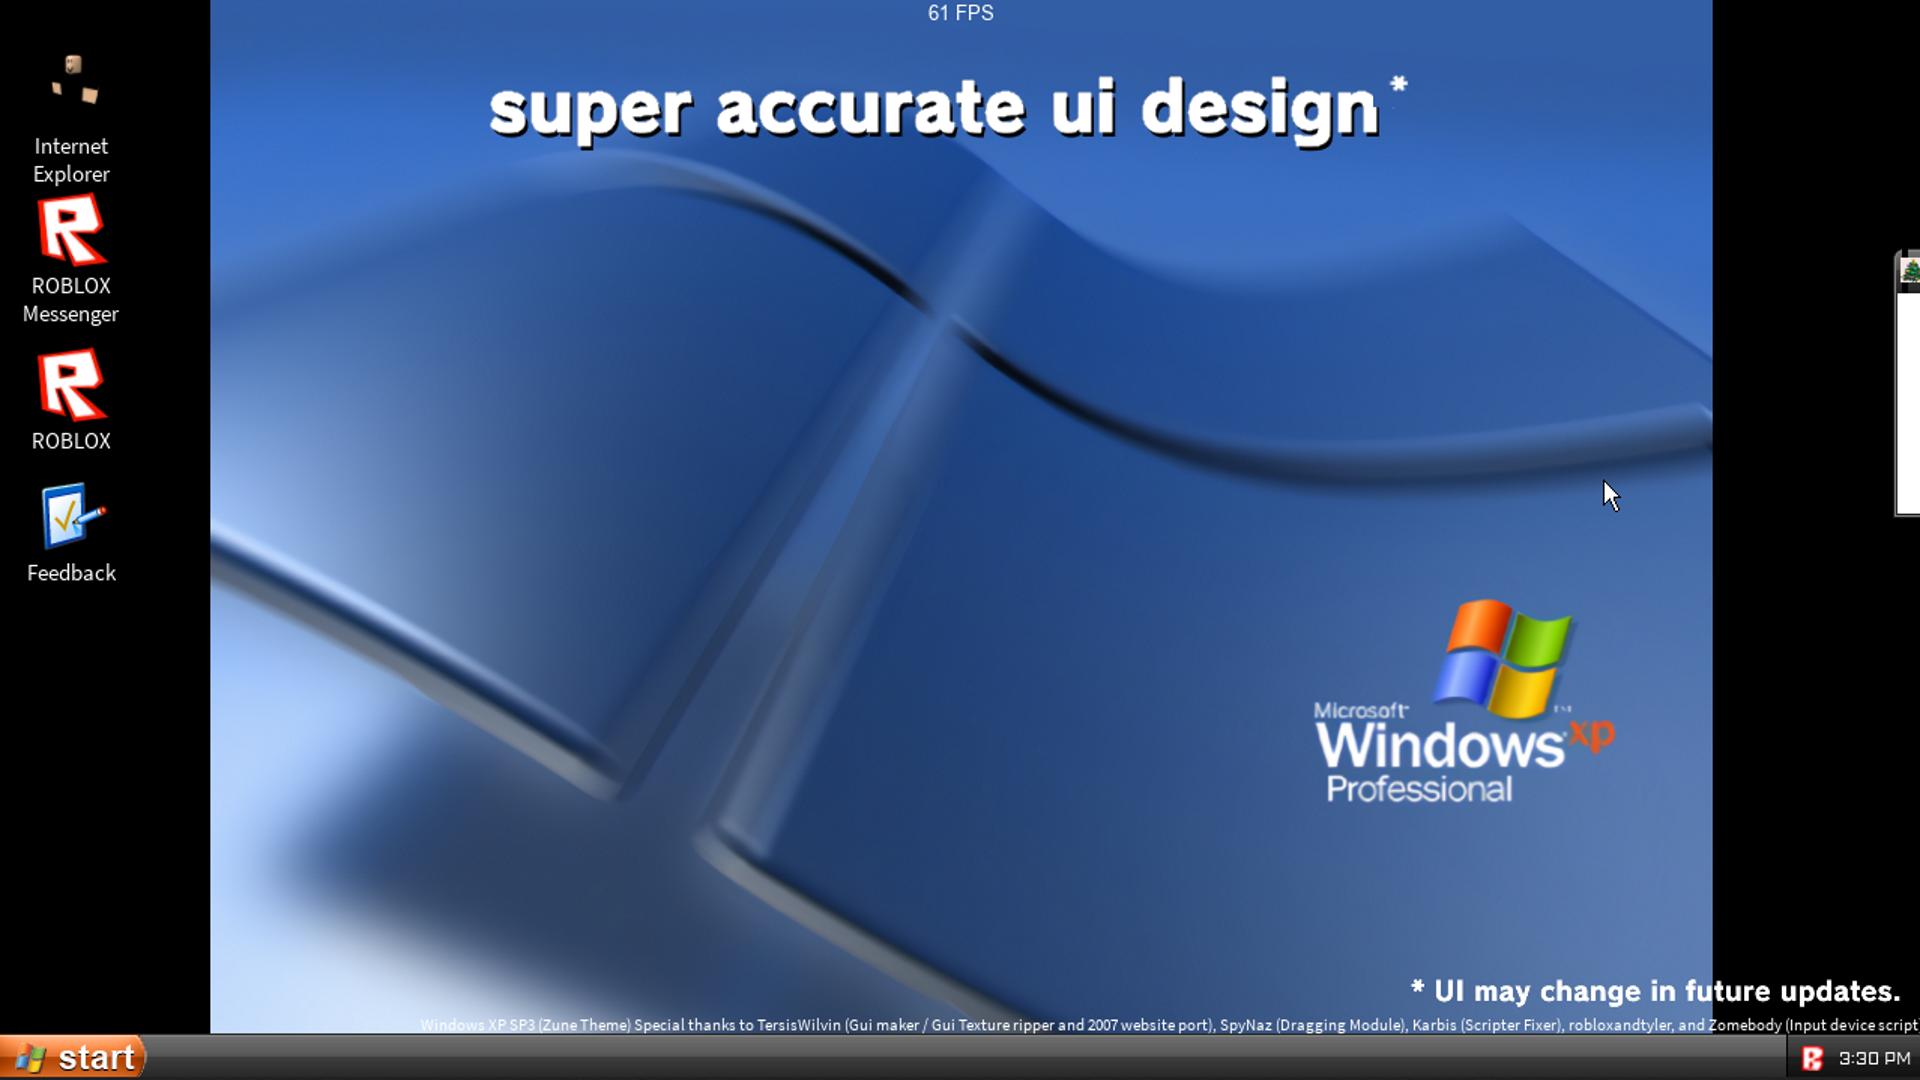 61 FPS
super accurate ui design*
Internet
Explorer
ROBLOX
Messenger
ROBLOX
Feedback
Microsoft
Windows xp
Professional
* UI may change in future updates.
Windows XP SP3 (Zune Theme) Special thanks to TersisWilvin (Gui maker / Gui Texture ripper and 2007 website port), SpyNaz (Dragging Module), Karbis (Scripter Fixer), robloxandtyler, and Zomebody (Input device script
start
3:30 PM